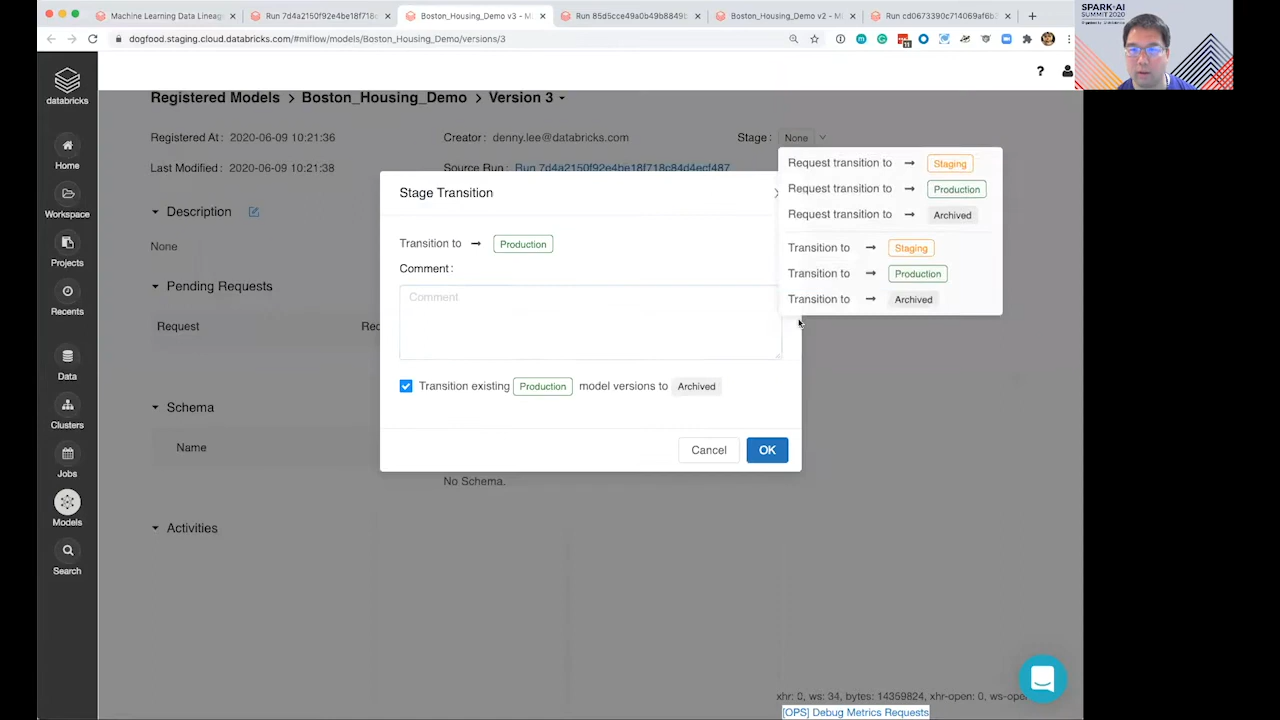 Machine Learning Data Lineag
Run 7d4a2150f92e4be18f718c
Boston_Housing_Demo v3 - M
Run 85d5cce49a0b49b8849b
Boston_Housing_Demo v2 - M
Run cd0673390c714069af6b
SPARK+AI
SUMMIT 2020
dogfood.staging.cloud.databricks.com/#mlflow/models/Boston_Housing_Demo/versions/3
databricks
Home
Workspace
Projects
Recents
Data
Clusters
Jobs
Models
Search
?
Registered Models > Boston_Housing_Demo > Version 3
Registered At: 2020-06-09 10:21:36
Creator: denny.lee@databricks.com
Stage: None
Last Modified: 2020-06-09 10:21:38
Source Run: Run 7d4a2150f92e4be18f718c84d4ecf487
Request transition to → Staging
Request transition to → Production
Request transition to → Archived
Transition to → Staging
Transition to → Production
Transition to → Archived
Description
None
Pending Requests
Request
Rec
Schema
Name
No Schema.
Activities
Stage Transition
Transition to → Production
Comment:
Comment
Transition existing Production model versions to Archived
Cancel
OK
xhr: 0, ws: 34, bytes: 14359824, xhr-open: 0, ws-open
[OPS] Debug Metrics Requests